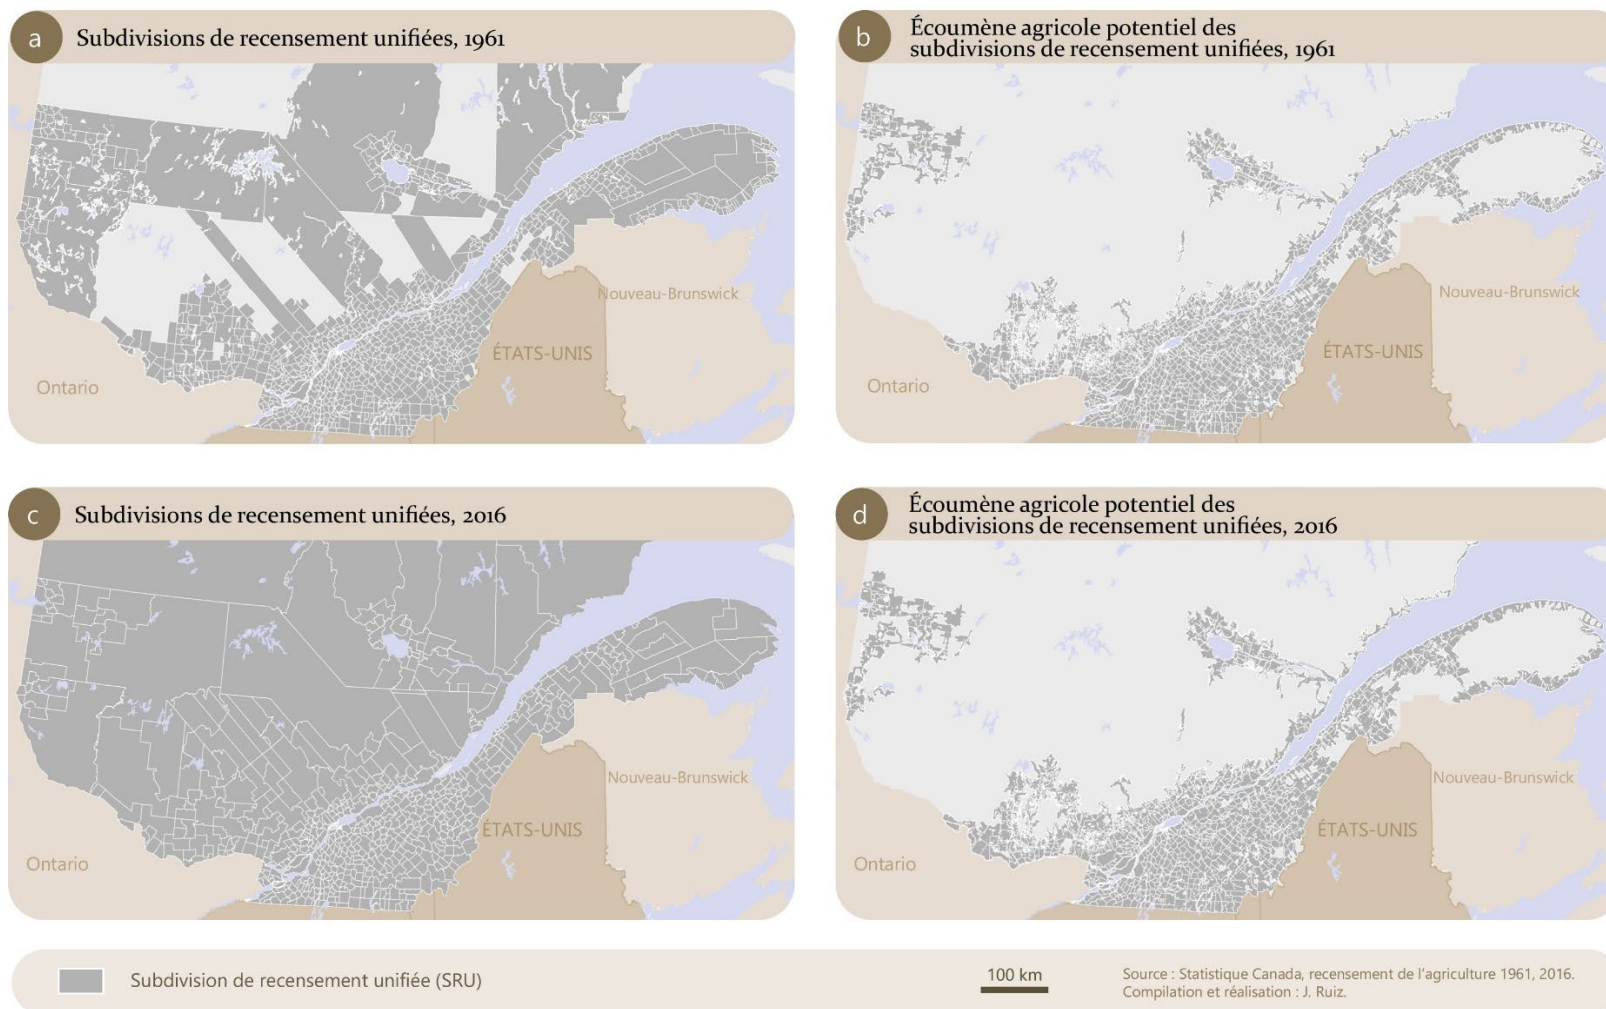 a
Subdivisions de recensement unifiées, 1961
Nouveau-Brunswick
ÉTATS-UNIS
Ontario
b
Écoumène agricole potentiel des
subdivisions de recensement unifiées, 1961
Nouveau-Brunswick
ÉTATS-UNIS
Ontario
c
Subdivisions de recensement unifiées, 2016
Nouveau-Brunswick
ÉTATS-UNIS
Ontario
d
Écoumène agricole potentiel des
subdivisions de recensement unifiées, 2016
Nouveau-Brunswick
ÉTATS-UNIS
Ontario
Subdivision de recensement unifiée (SRU)
100 km
Source : Statistique Canada, recensement de l'agriculture 1961, 2016.
Compilation et réalisation : J. Ruiz.